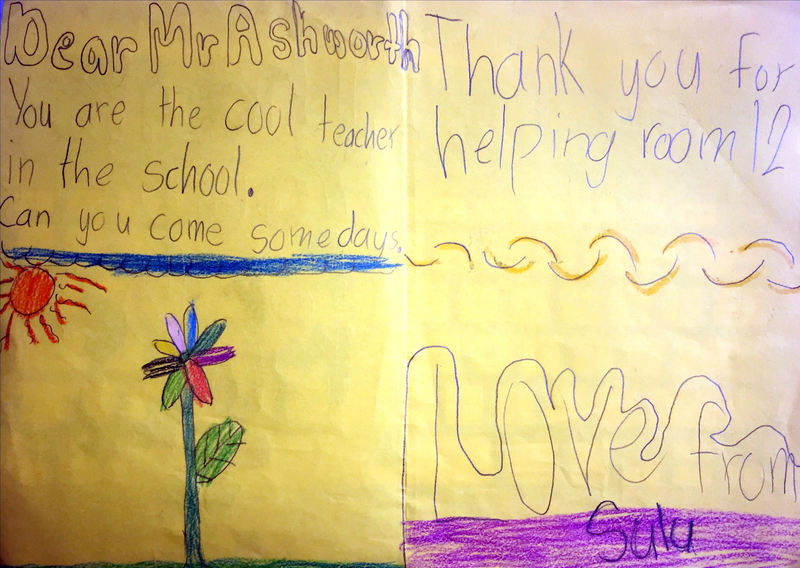 Dear Mr Ashworth
You are the cool teacher
in the school.
Can you come somedays.
Thank you for
helping room 12
Love from
Sulu